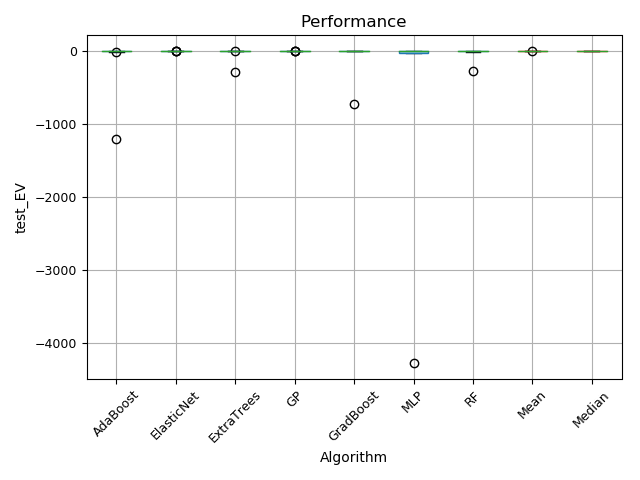 Performance
test_EV
0
−1000
−2000
−3000
−4000
AdaBoost
ElasticNet
ExtraTrees
GP
GradBoost
MLP
RF
Mean
Median
Algorithm